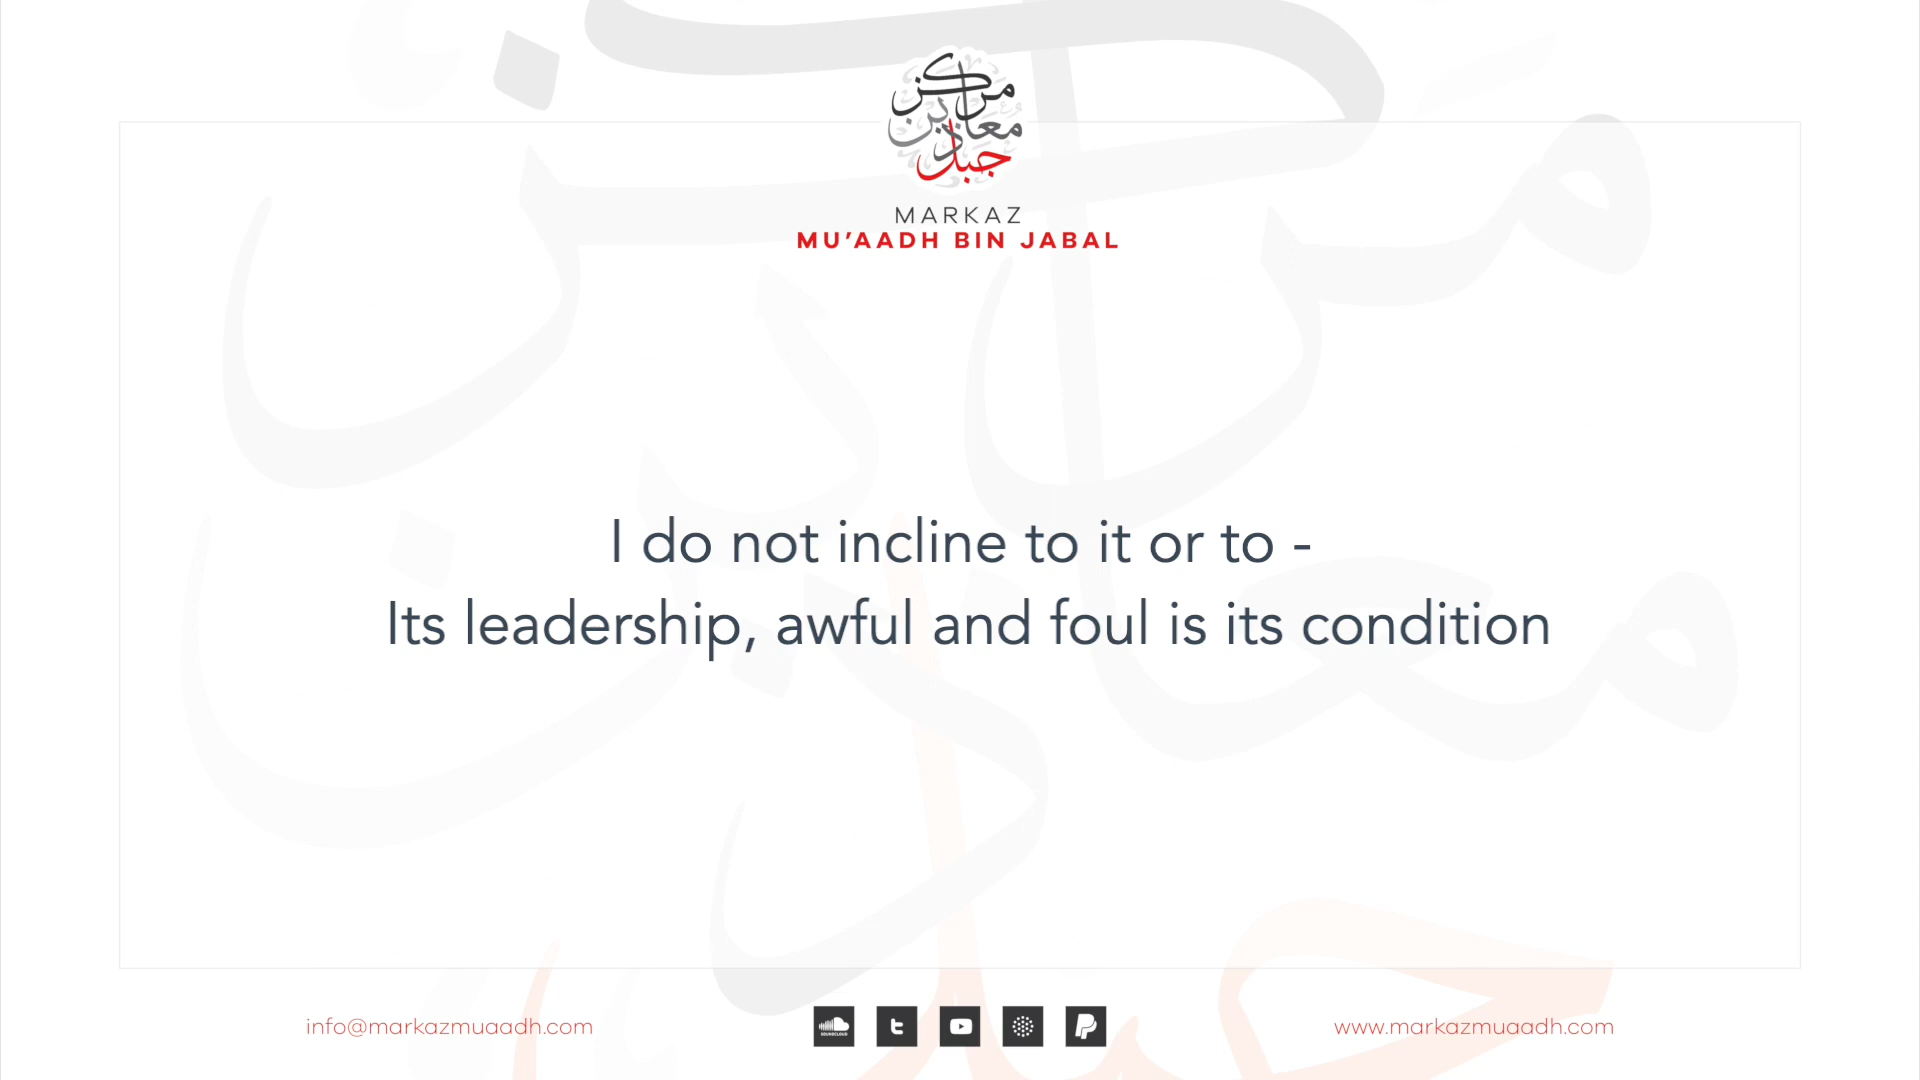 مركز
معاذ بن
جبل
MARKAZ
MU'AADH BIN JABAL
I do not incline to it or to -
Its leadership, awful and foul is its condition
info@markazmuaadh.com
SOUNDCLOUD
www.markazmuaadh.com